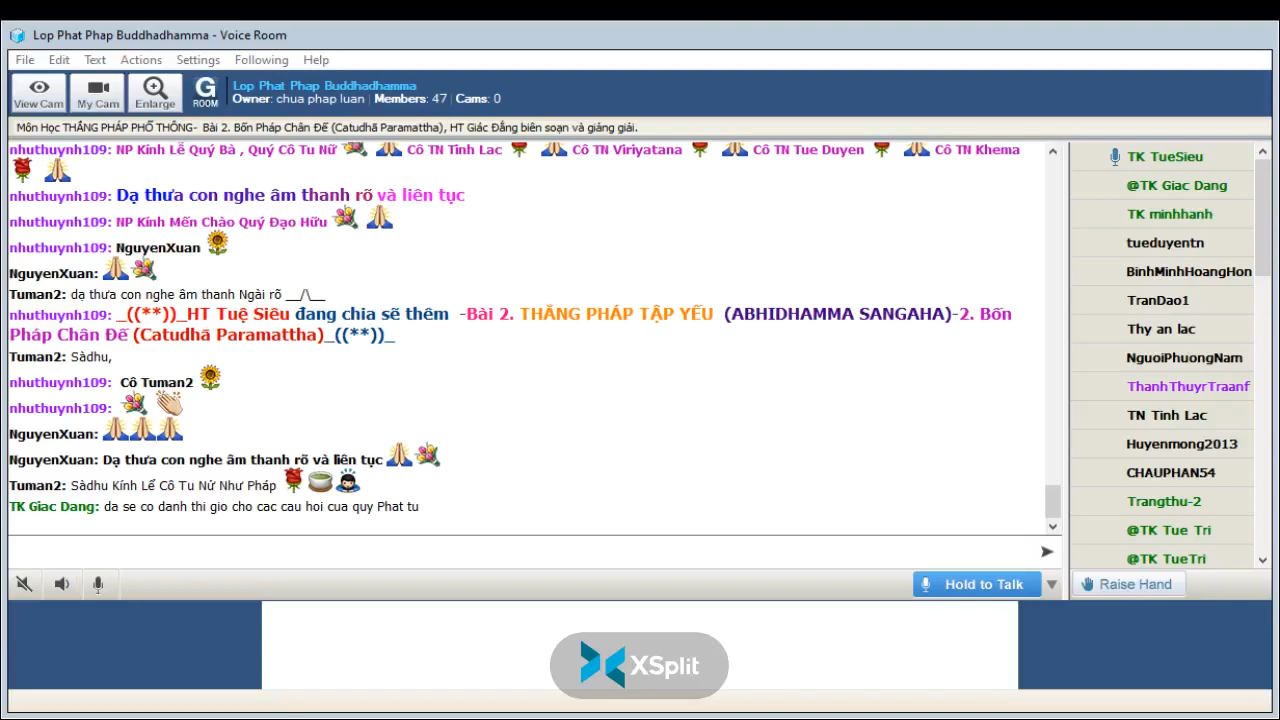 Lop Phat Phap Buddhadhamma - Voice Room
File Edit Text Actions Settings Following Help
View Cam My Cam Enlarge G ROOM
Lop Phat Phap Buddhadhamma
Owner: chua phap luan | Members: 47 | Cams: 0
Môn Học THẮNG PHÁP PHỔ THÔNG- Bài 2. Bốn Pháp Chân Đế (Catudhā Paramattha), HT Giác Đẳng biên soạn và giảng giải.
nhuthuynh109: NP Kính Lễ Quý Bà , Quý Cô Tu Nữ Cô TN Tinh Lac Cô TN Viriyatana Cô TN Tue Duyen Cô TN Khema
nhuthuynh109: Dạ thưa con nghe âm thanh rõ và liên tục
nhuthuynh109: NP Kính Mến Chào Quý Đạo Hữu
nhuthuynh109: NguyenXuan
NguyenXuan:
Tuman2: dạ thưa con nghe âm thanh Ngài rõ __/\__
nhuthuynh109: _((**))_HT Tuệ Siêu đang chia sẽ thêm -Bài 2. THẮNG PHÁP TẬP YẾU (ABHIDHAMMA SANGAHA)-2. Bốn
Pháp Chân Đế (Catudhā Paramattha)_((**))_
Tuman2: Sàdhu,
nhuthuynh109: Cô Tuman2
nhuthuynh109:
NguyenXuan:
NguyenXuan: Dạ thưa con nghe âm thanh rõ và liên tục
Tuman2: Sàdhu Kính Lể Cô Tu Nử Như Pháp
TK Giac Dang: da se co danh thi gio cho cac cau hoi cua quy Phat tu
Hold to Talk
TK TueSieu
@TK Giac Dang
TK minhhanh
tueduyentn
BinhMinhHoangHon
TranDao1
Thy an lac
NguoiPhuongNam
ThanhThuyrTraanf
TN Tinh Lac
Huyenmong2013
CHAUPHAN54
Trangthu-2
@TK Tue Tri
@TK TueTri
Raise Hand
XSplit